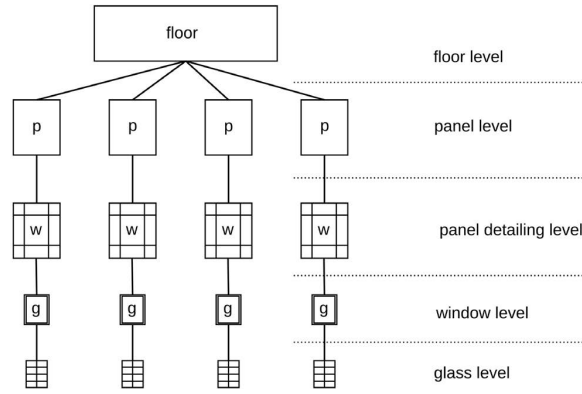 floor
floor level
p p p p
panel level
w w w w
panel detailing level
g g g g
window level
glass level